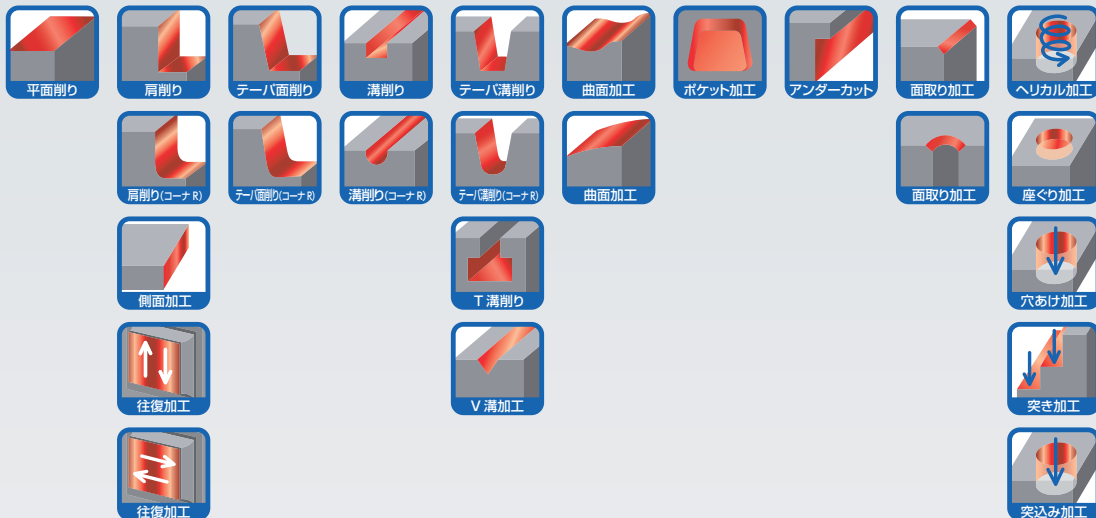 平面削り
肩削り
テーパ面削り
溝削り
テーパ溝削り
曲面加工
ポケット加工
アンダーカット
面取り加工
ヘリカル加工
肩削り(コーナR)
テーパ面削り(コーナR)
溝削り(コーナR)
テーパ溝削り(コーナR)
曲面加工
面取り加工
座ぐり加工
側面加工
T溝削り
穴あけ加工
往復加工
V溝加工
突き加工
往復加工
突込み加工